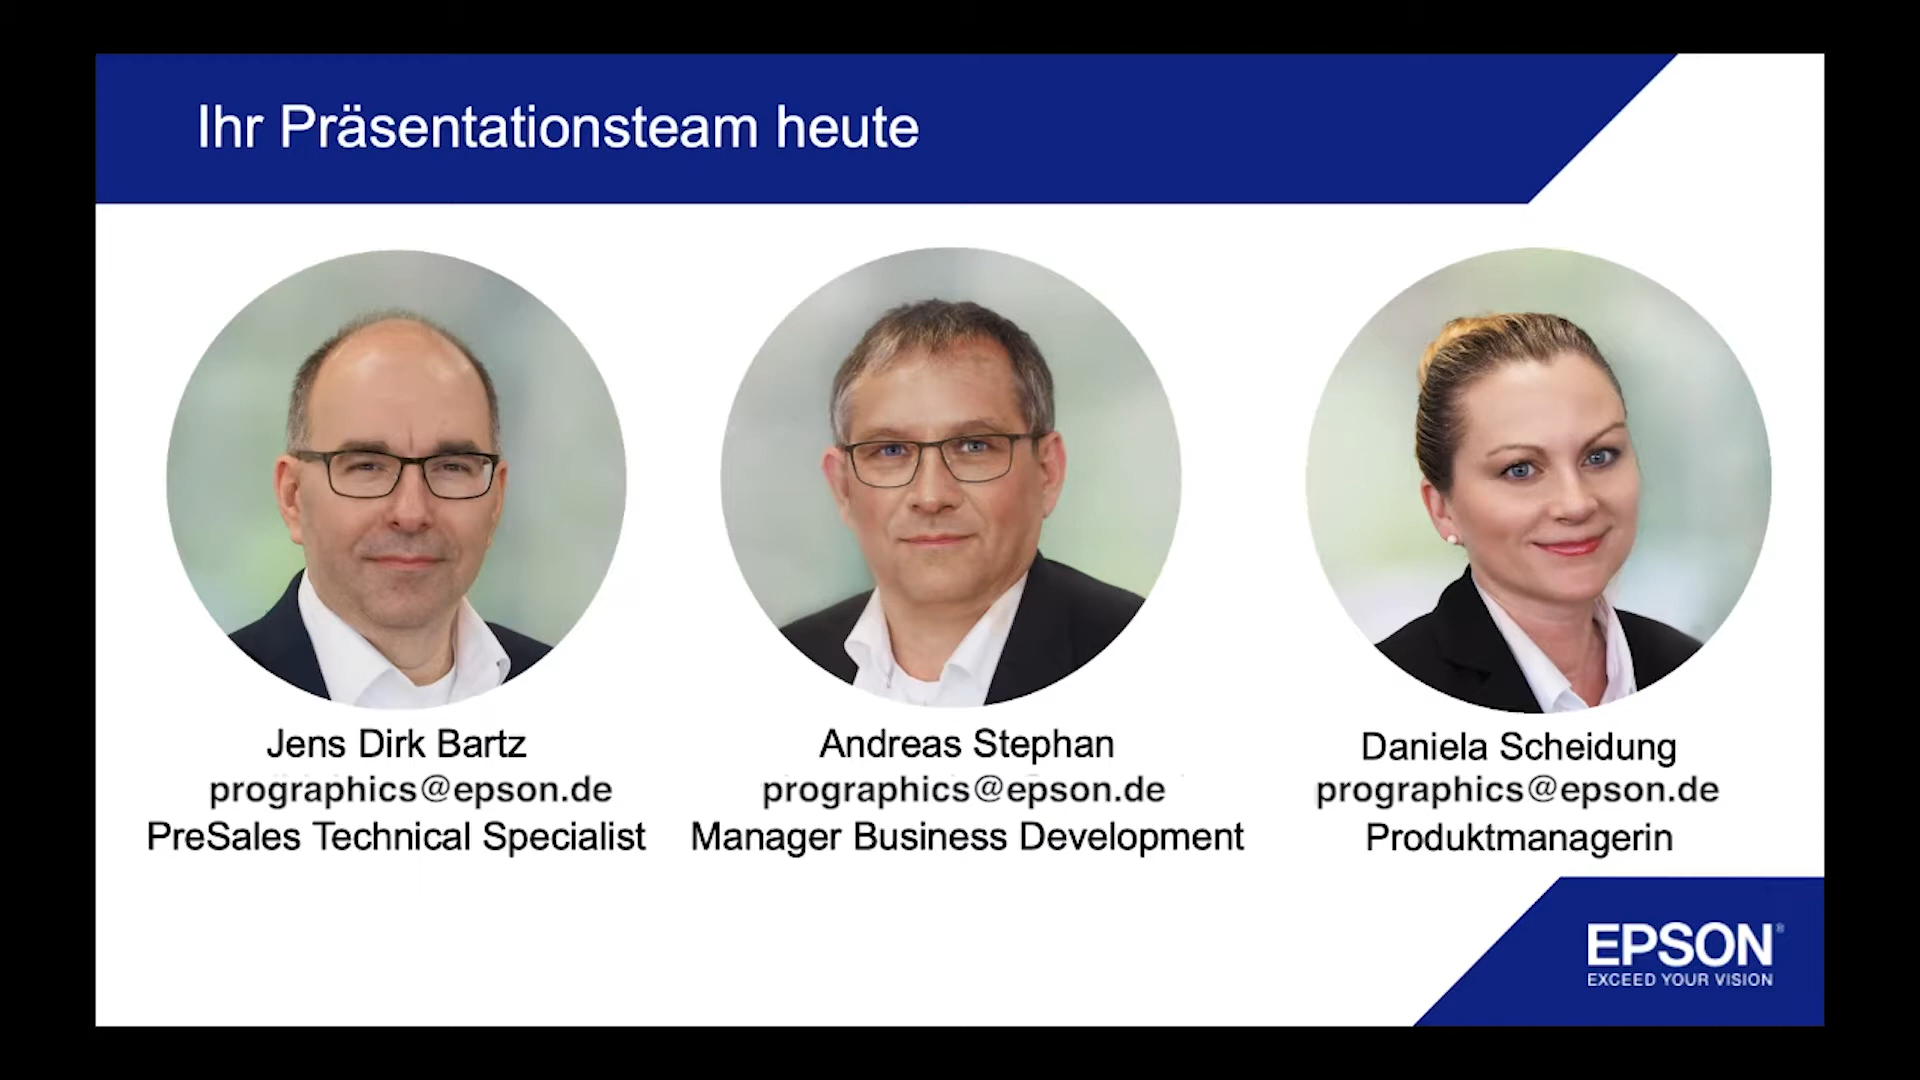 Ihr Präsentationsteam heute
Jens Dirk Bartz
prographics@epson.de
PreSales Technical Specialist
Andreas Stephan
prographics@epson.de
Manager Business Development
Daniela Scheidung
prographics@epson.de
Produktmanagerin
EPSON®
EXCEED YOUR VISION